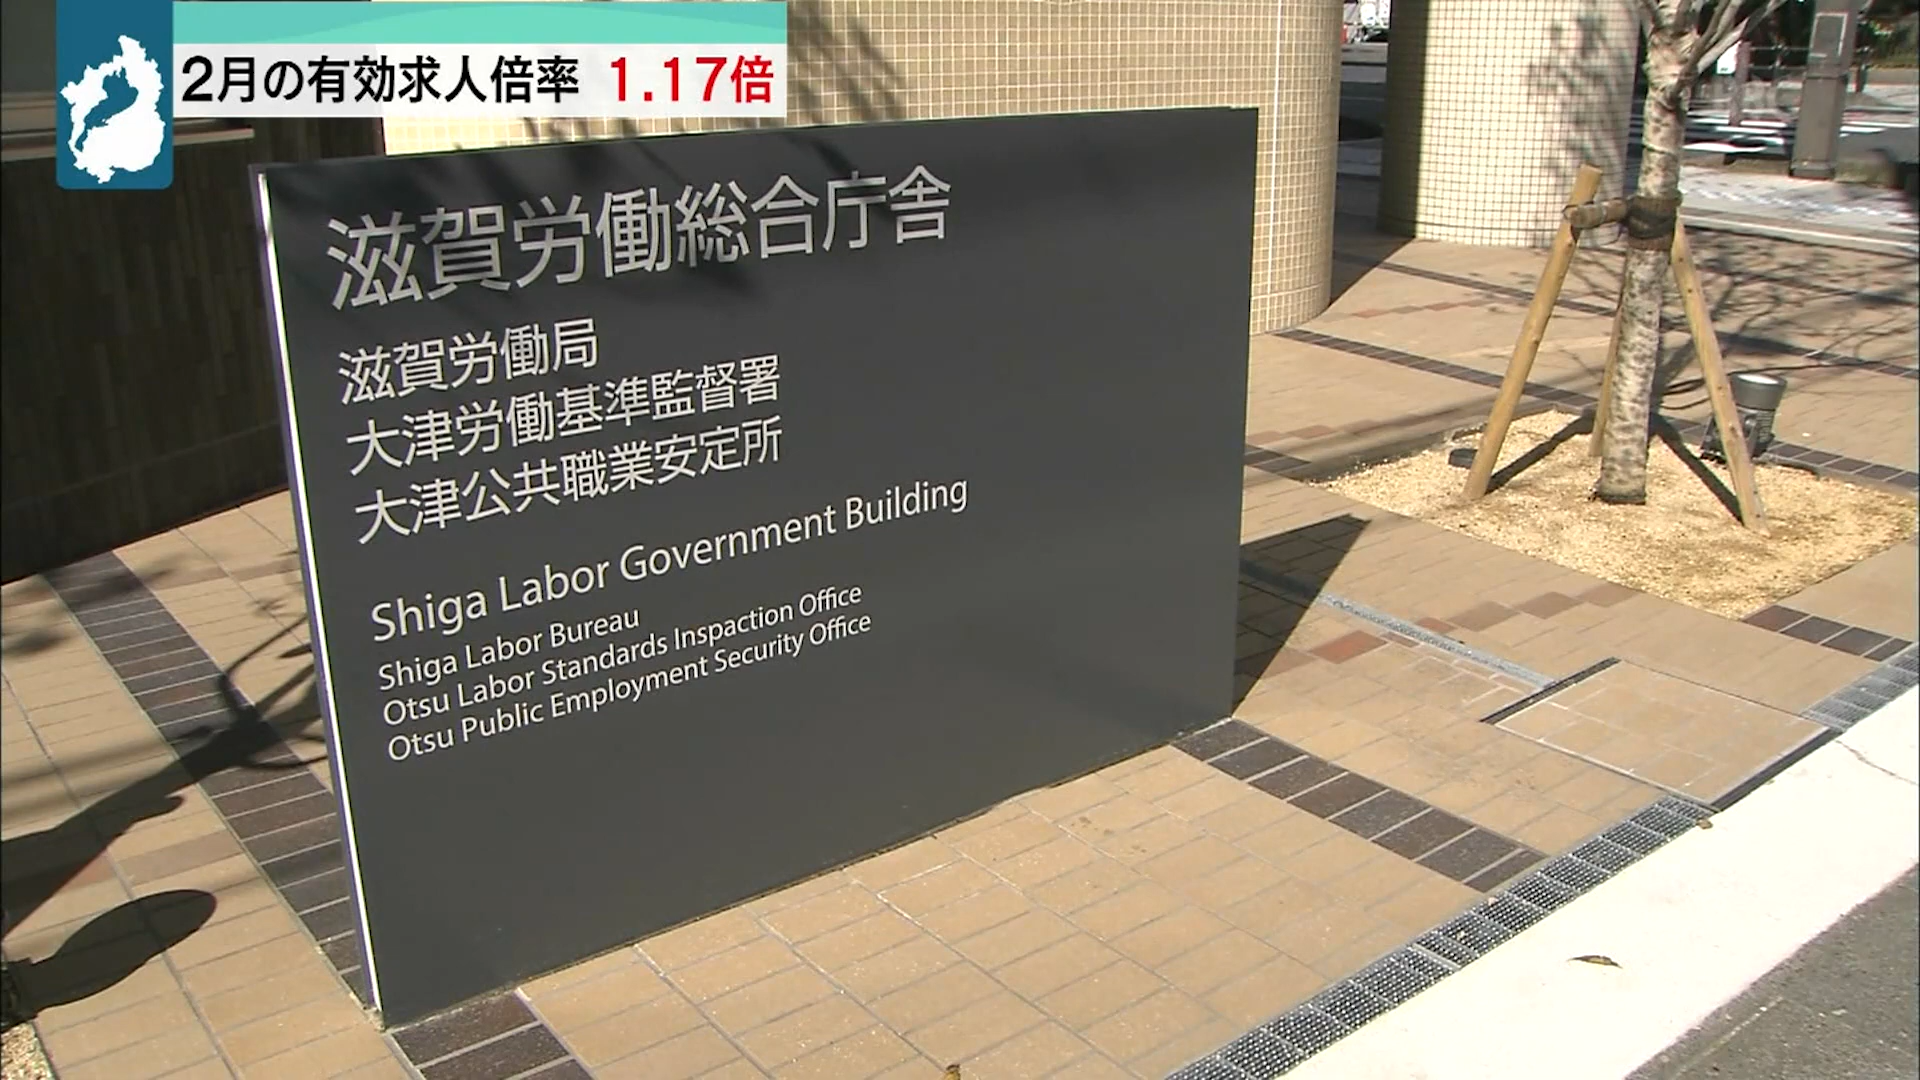 2月の有効求人倍率 1.17倍
滋賀労働総合庁舎
滋賀労働局
大津労働基準監督署
大津公共職業安定所
Shiga Labor Government Building
Shiga Labor Bureau
Otsu Labor Standards Inspaction Office
Otsu Public Employment Security Office